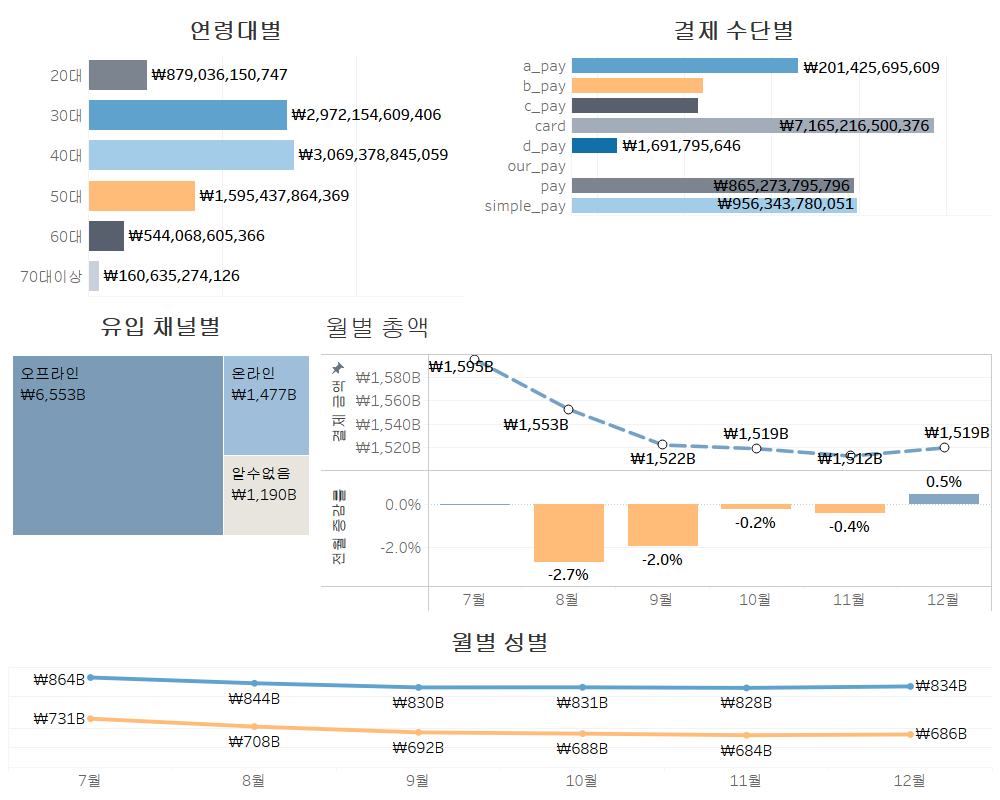 연령대별
20대 ₩879,036,150,747
30대 ₩2,972,154,609,406
40대 ₩3,069,378,845,059
50대 ₩1,595,437,864,369
60대 ₩544,068,605,366
70대이상 ₩160,635,274,126
결제 수단별
a_pay ₩201,425,695,609
b_pay
c_pay
card ₩7,165,216,500,376
d_pay ₩1,691,795,646
our_pay
pay ₩865,273,795,796
simple_pay ₩956,343,780,051
유입 채널별
오프라인
₩6,553B
온라인
₩1,477B
알수없음
₩1,190B
월별 총액
결제 금액
₩1,580B
₩1,560B
₩1,540B
₩1,520B
₩1,595B
₩1,553B
₩1,522B
₩1,519B
₩1,512B
₩1,519B
전월 증감률
0.0%
-2.0%
-2.7%
-2.0%
-0.2%
-0.4%
0.5%
7월 8월 9월 10월 11월 12월
월별 성별
₩864B ₩844B ₩830B ₩831B ₩828B ₩834B
₩731B ₩708B ₩692B ₩688B ₩684B ₩686B
7월 8월 9월 10월 11월 12월